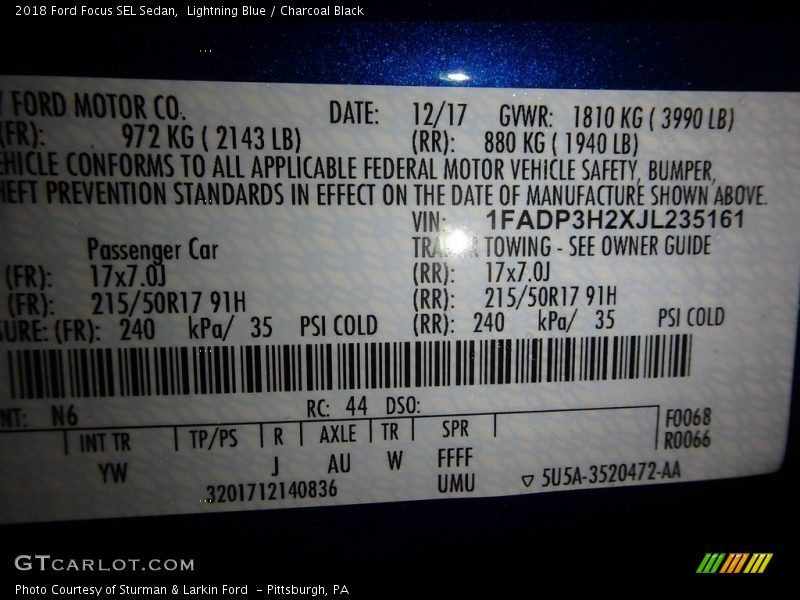 2018 Ford Focus SEL Sedan,  Lightning Blue / Charcoal Black
FORD MOTOR CO. DATE: 12/17 GVWR: 1810 KG ( 3990 LB)
(FR): 972 KG ( 2143 LB) (RR): 880 KG ( 1940 LB)
EHICLE CONFORMS TO ALL APPLICABLE FEDERAL MOTOR VEHICLE SAFETY, BUMPER,
HEFT PREVENTION STANDARDS IN EFFECT ON THE DATE OF MANUFACTURE SHOWN ABOVE.
VIN: 1FADP3H2XJL235161
Passenger Car TOWING - SEE OWNER GUIDE
(FR): 17x7.0J (RR): 17x7.0J
(FR): 215/50R17 91H (RR): 215/50R17 91H
SURE: (FR): 240 kPa/ 35 PSI COLD (RR): 240 kPa/ 35 PSI COLD
NT: N6 RC: 44 DSO:
INT TR TP/PS R AXLE TR SPR F0068
R0066
YW J AU W FFFF
3201712140836 UMU ▽ 5U5A-3520472-AA
GTCARLOT.COM
Photo Courtesy of Sturman & Larkin Ford  - Pittsburgh, PA